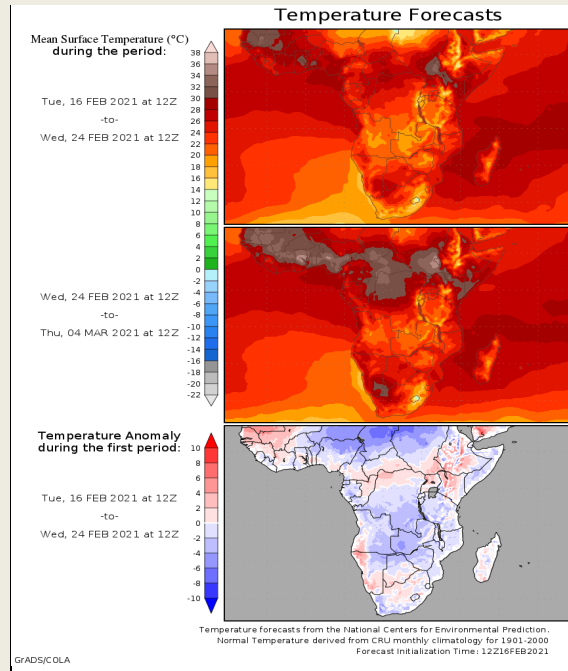 Temperature Forecasts
Mean Surface Temperature (°C)
during the period:
Tue, 16 FEB 2021 at 12Z
-to-
Wed, 24 FEB 2021 at 12Z
38
36
34
32
30
28
26
24
22
20
18
16
14
12
10
8
6
4
2
0
-2
-4
-6
-8
-10
-12
-14
-16
-18
-20
-22
Wed, 24 FEB 2021 at 12Z
-to-
Thu, 04 MAR 2021 at 12Z
Temperature Anomaly
during the first period:
Tue, 16 FEB 2021 at 12Z
-to-
Wed, 24 FEB 2021 at 12Z
10
8
6
4
2
0
-2
-4
-6
-8
-10
Temperature forecasts from the National Centers for Environmental Prediction.
Normal Temperature derived from CRU monthly climatology for 1901-2000
Forecast Initialization Time: 12Z16FEB2021
GrADS/COLA